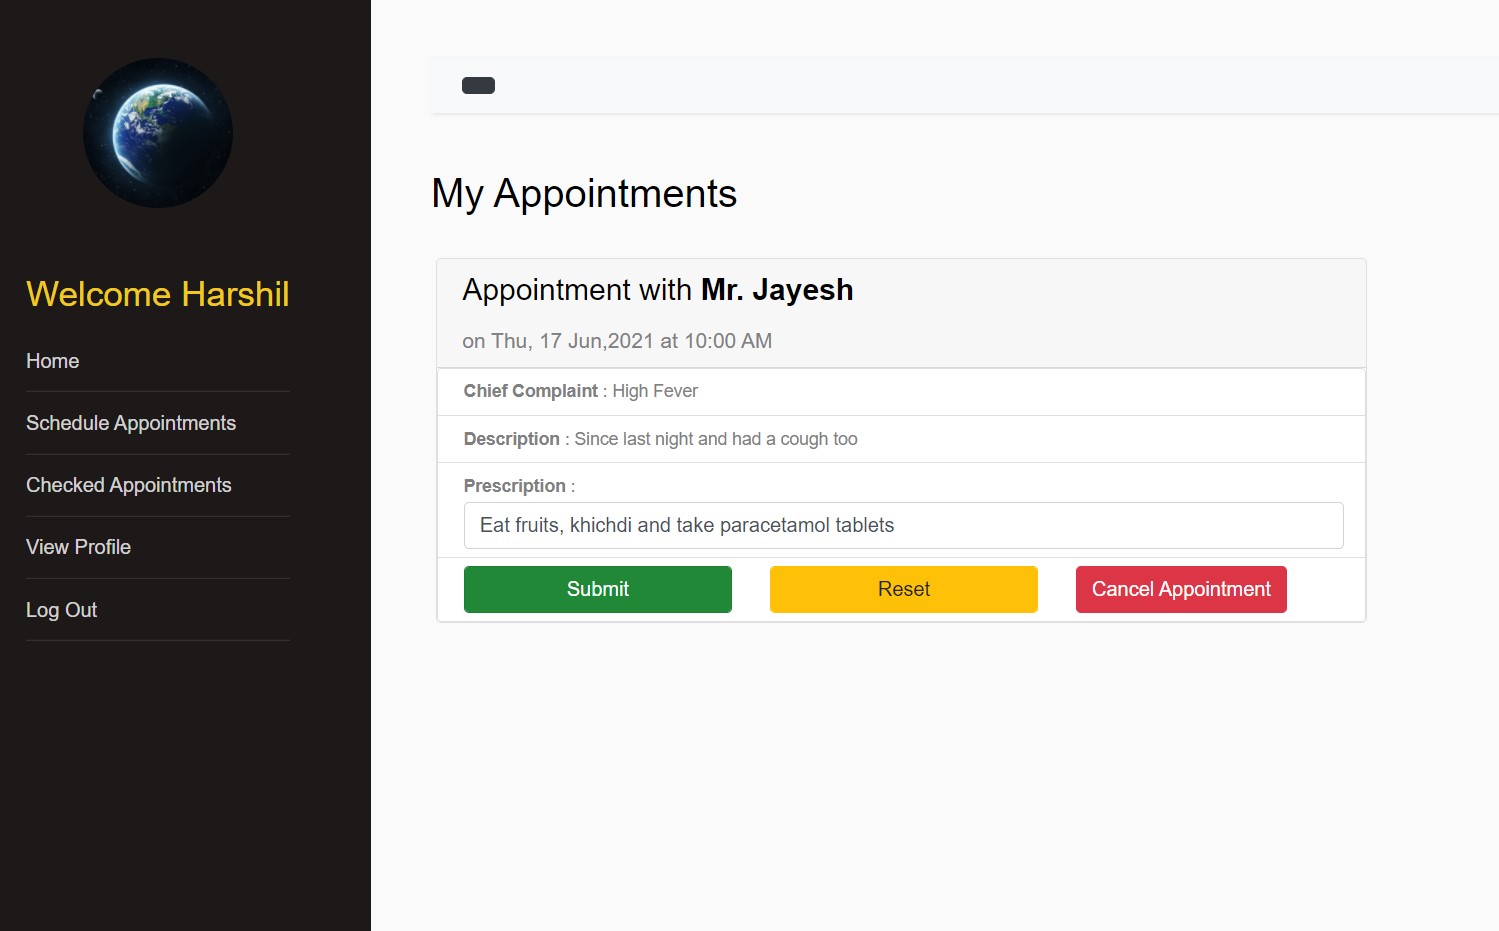 Welcome Harshil
Home
Schedule Appointments
Checked Appointments
View Profile
Log Out
My Appointments
Appointment with Mr. Jayesh
on Thu, 17 Jun,2021 at 10:00 AM
Chief Complaint : High Fever
Description : Since last night and had a cough too
Prescription :
Eat fruits, khichdi and take paracetamol tablets
Submit
Reset
Cancel Appointment